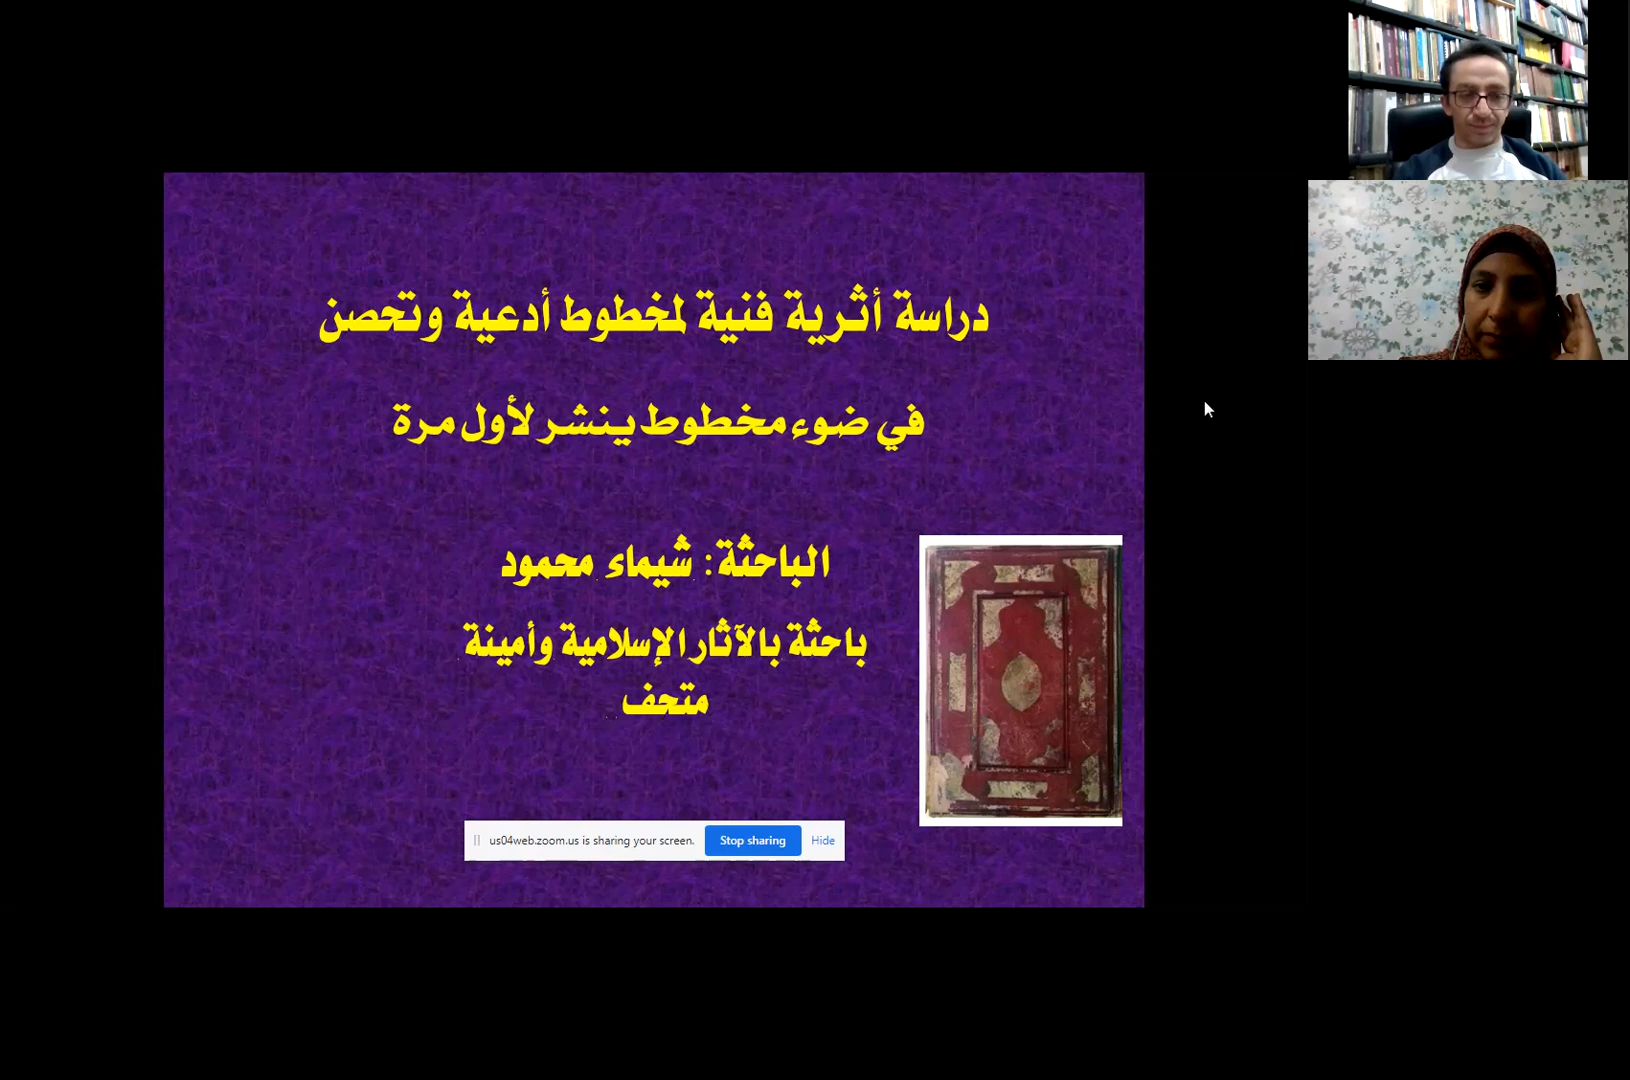 دراسة أثرية فنية لمخطوط أدعية وتحصن
في ضوء مخطوط ينشر لأول مرة
الباحثة: شيماء محمود
باحثة بالآثار الإسلامية وأمينة
متحف
us04web.zoom.us is sharing your screen. Stop sharing Hide